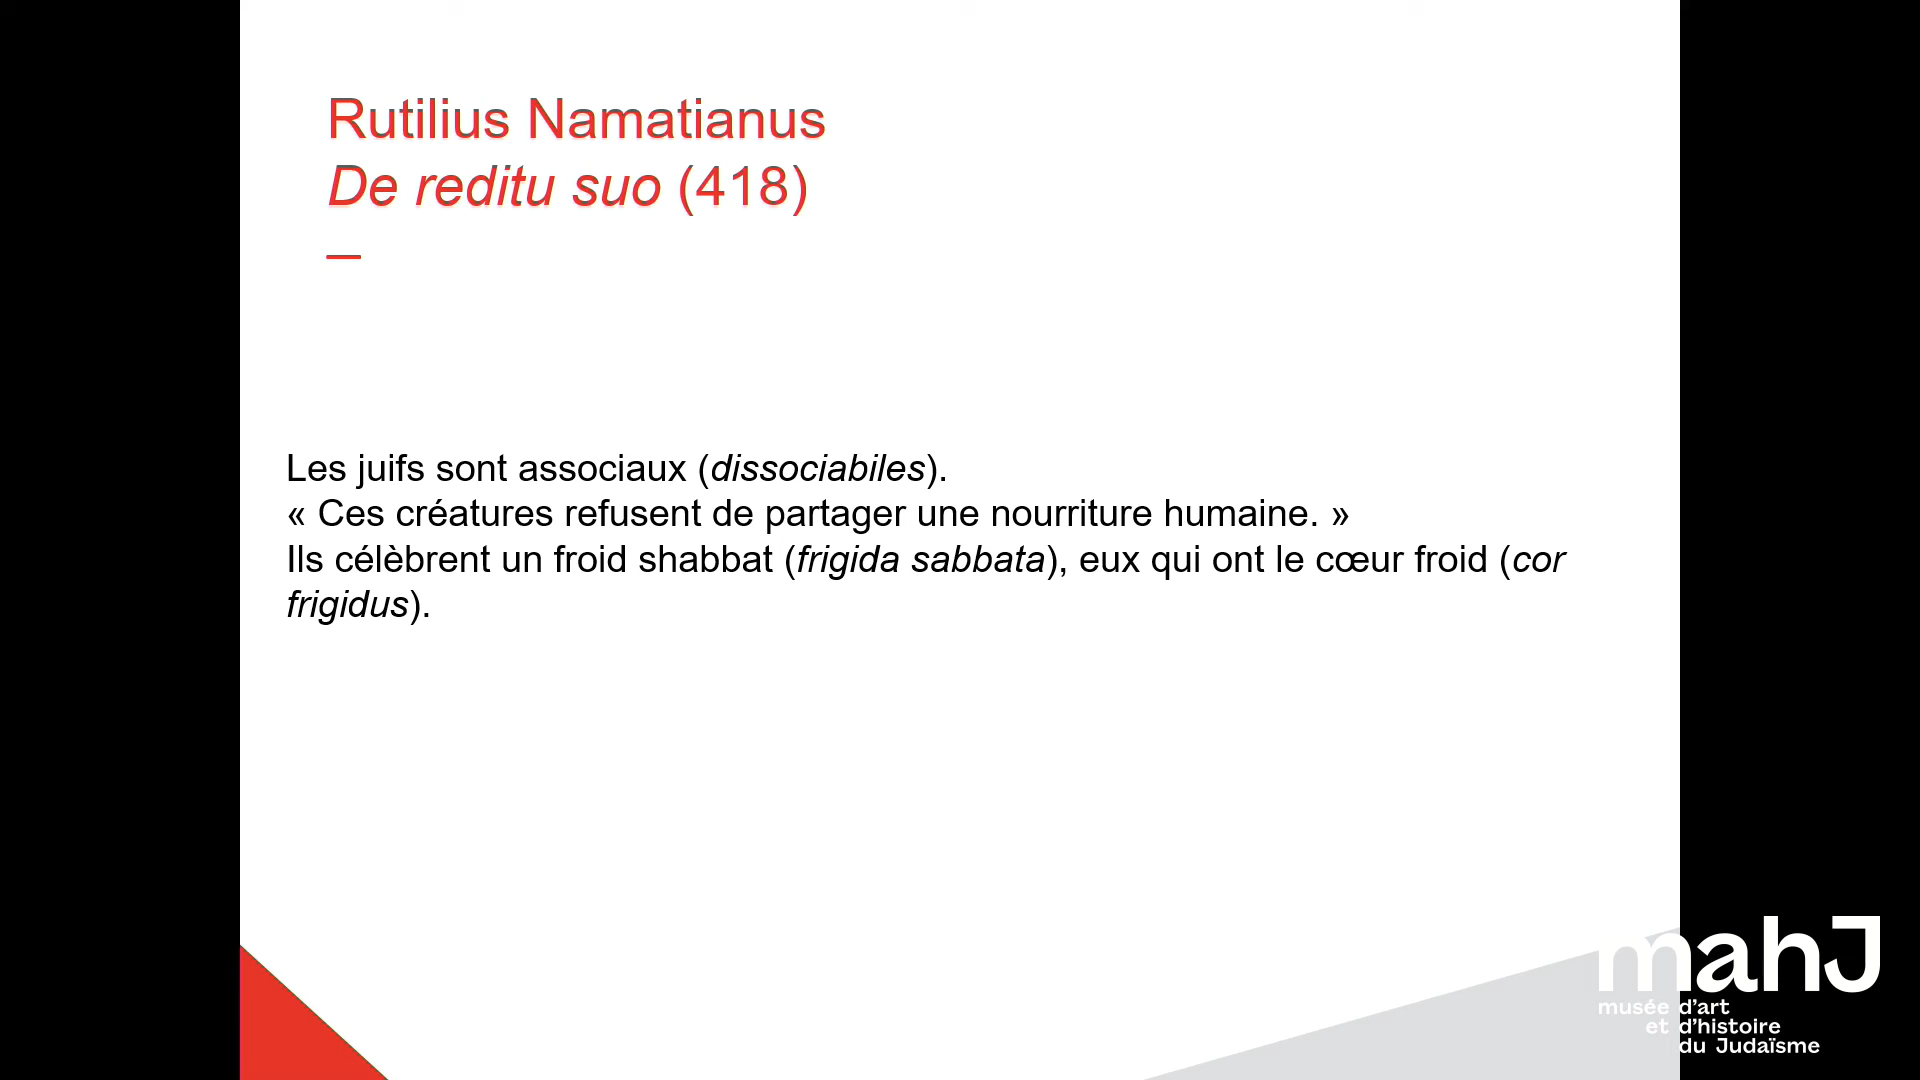 Rutilius Namatianus
De reditu suo (418)
Les juifs sont associaux (dissociabiles).
« Ces créatures refusent de partager une nourriture humaine. »
Ils célèbrent un froid shabbat (frigida sabbata), eux qui ont le cœur froid (cor
frigidus).
mahJ
musée d'art
et d'histoire
du Judaïsme